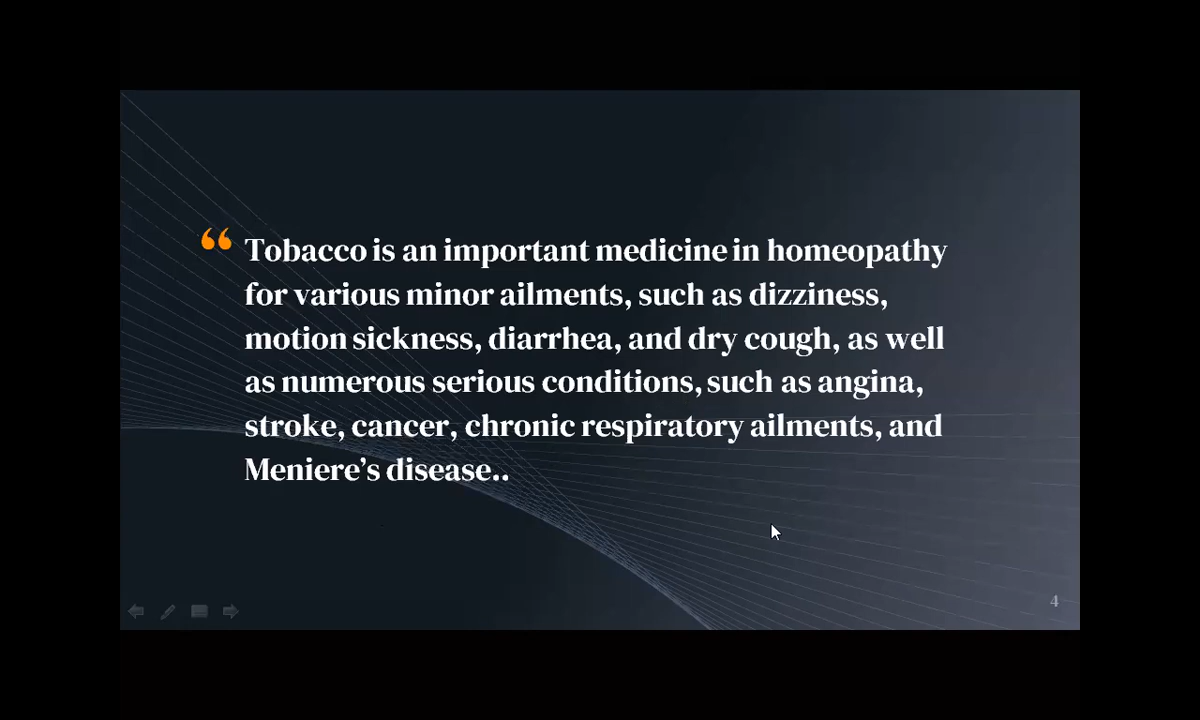 “ Tobacco is an important medicine in homeopathy
for various minor ailments, such as dizziness,
motion sickness, diarrhea, and dry cough, as well
as numerous serious conditions, such as angina,
stroke, cancer, chronic respiratory ailments, and
Meniere’s disease..
4